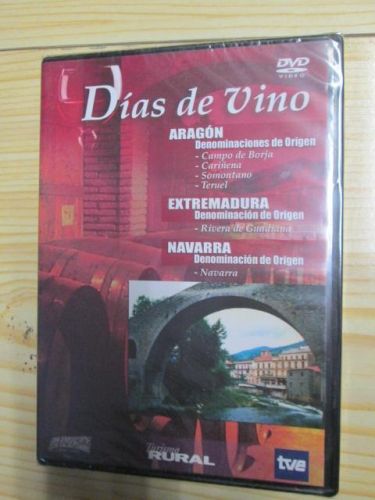 DVD
VIDEO
Días de Vino
ARAGÓN
Denominaciones de Origen
- Campo de Borja
- Cariñena
- Somontano
- Teruel
EXTREMADURA
Denominación de Origen
- Rivera de Guadiana
NAVARRA
Denominación de Origen
- Navarra
Turismo
RURAL
tve